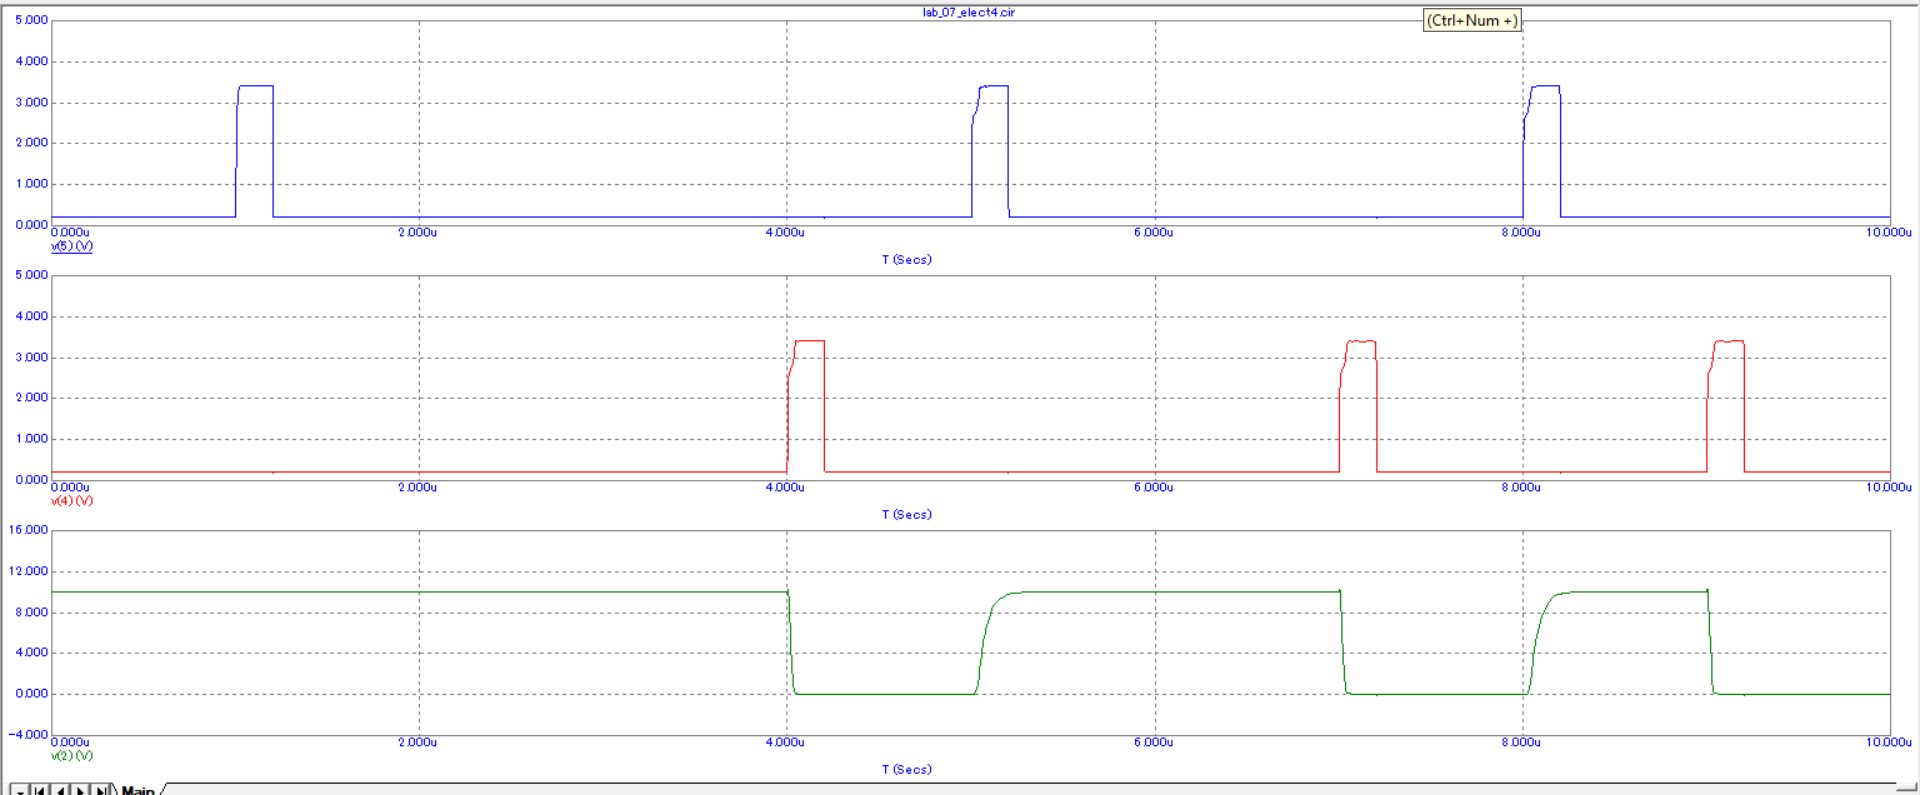 lab_07_elect4.cir
(Ctrl+Num +)
5.000
4.000
3.000
2.000
1.000
0.000
0.000u 2.000u 4.000u 6.000u 8.000u 10.000u
v(5) (V)
T (Secs)
5.000
4.000
3.000
2.000
1.000
0.000
0.000u 2.000u 4.000u 6.000u 8.000u 10.000u
v(4) (V)
T (Secs)
16.000
12.000
8.000
4.000
0.000
-4.000
0.000u 2.000u 4.000u 6.000u 8.000u 10.000u
v(2) (V)
T (Secs)
Main